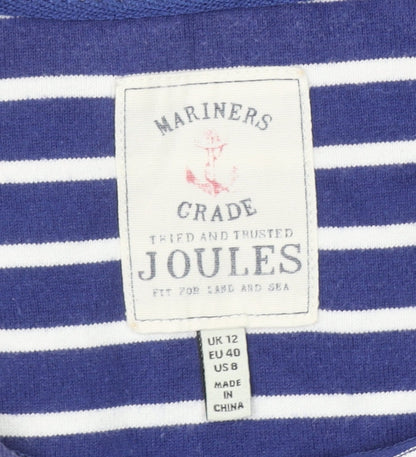 MARINERS
GRADE
TRIED AND TRUSTED
JOULES
FIT FOR LAND AND SEA
UK 12
EU 40
US 8
MADE
IN
CHINA